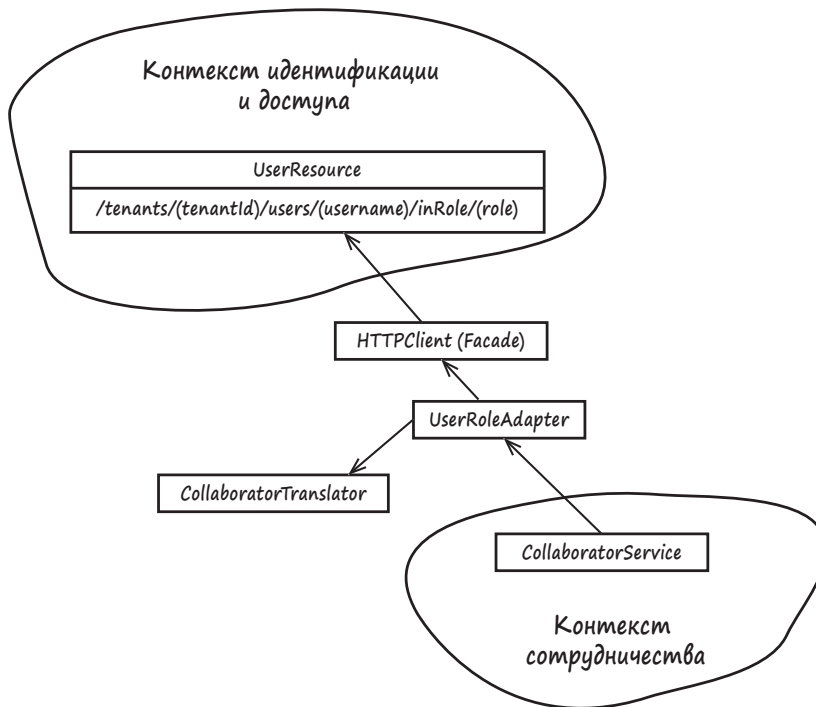 Контекст идентификации
и доступа
UserResource
/tenants/(tenantId)/users/(username)/inRole/(role)
HTTPClient (Facade)
UserRoleAdapter
CollaboratorTranslator
CollaboratorService
Контекст
сотрудничества